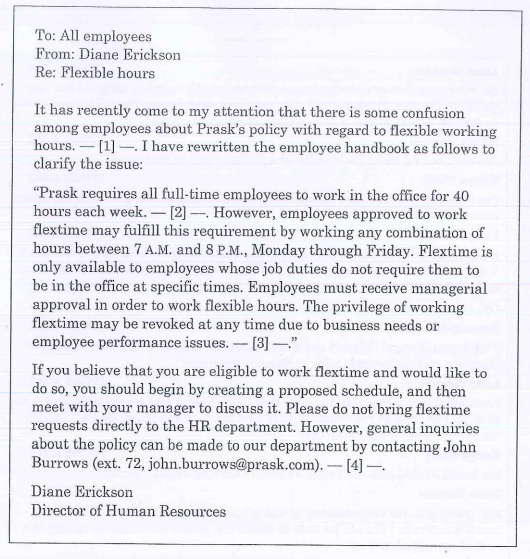 To: All employees
From: Diane Erickson
Re: Flexible hours
It has recently come to my attention that there is some confusion
among employees about Prask's policy with regard to flexible working
hours. — [1] —. I have rewritten the employee handbook as follows to
clarify the issue:
"Prask requires all full-time employees to work in the office for 40
hours each week. — [2] —. However, employees approved to work
flextime may fulfill this requirement by working any combination of
hours between 7 A.M. and 8 P.M., Monday through Friday. Flextime is
only available to employees whose job duties do not require them to
be in the office at specific times. Employees must receive managerial
approval in order to work flexible hours. The privilege of working
flextime may be revoked at any time due to business needs or
employee performance issues. — [3] —."
If you believe that you are eligible to work flextime and would like to
do so, you should begin by creating a proposed schedule, and then
meet with your manager to discuss it. Please do not bring flextime
requests directly to the HR department. However, general inquiries
about the policy can be made to our department by contacting John
Burrows (ext. 72, john.burrows@prask.com). — [4] —.
Diane Erickson
Director of Human Resources